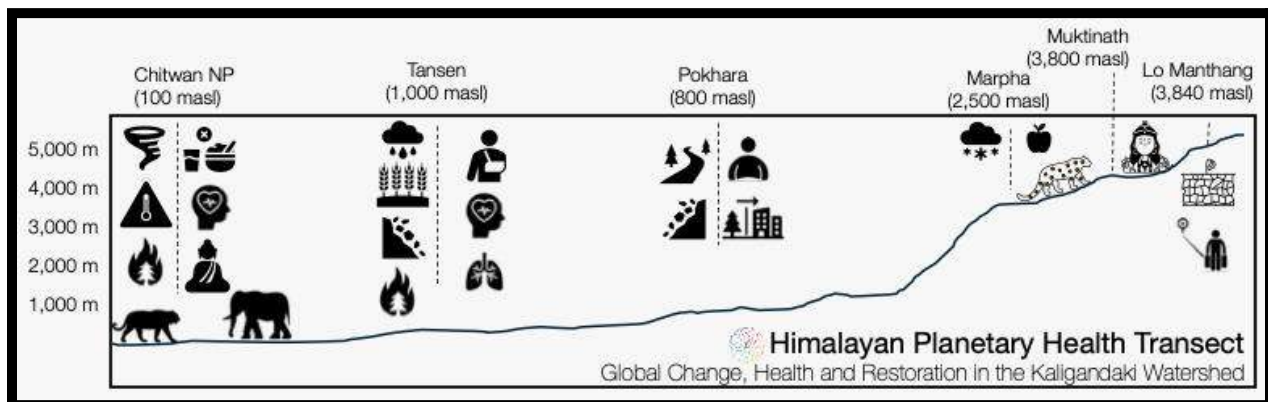 Chitwan NP
(100 masl)
Tansen
(1,000 masl)
Pokhara
(800 masl)
Marpha
(2,500 masl)
Muktinath
(3,800 masl)
Lo Manthang
(3,840 masl)
5,000 m
4,000 m
3,000 m
2,000 m
1,000 m
Himalayan Planetary Health Transect
Global Change, Health and Restoration in the Kaligandaki Watershed